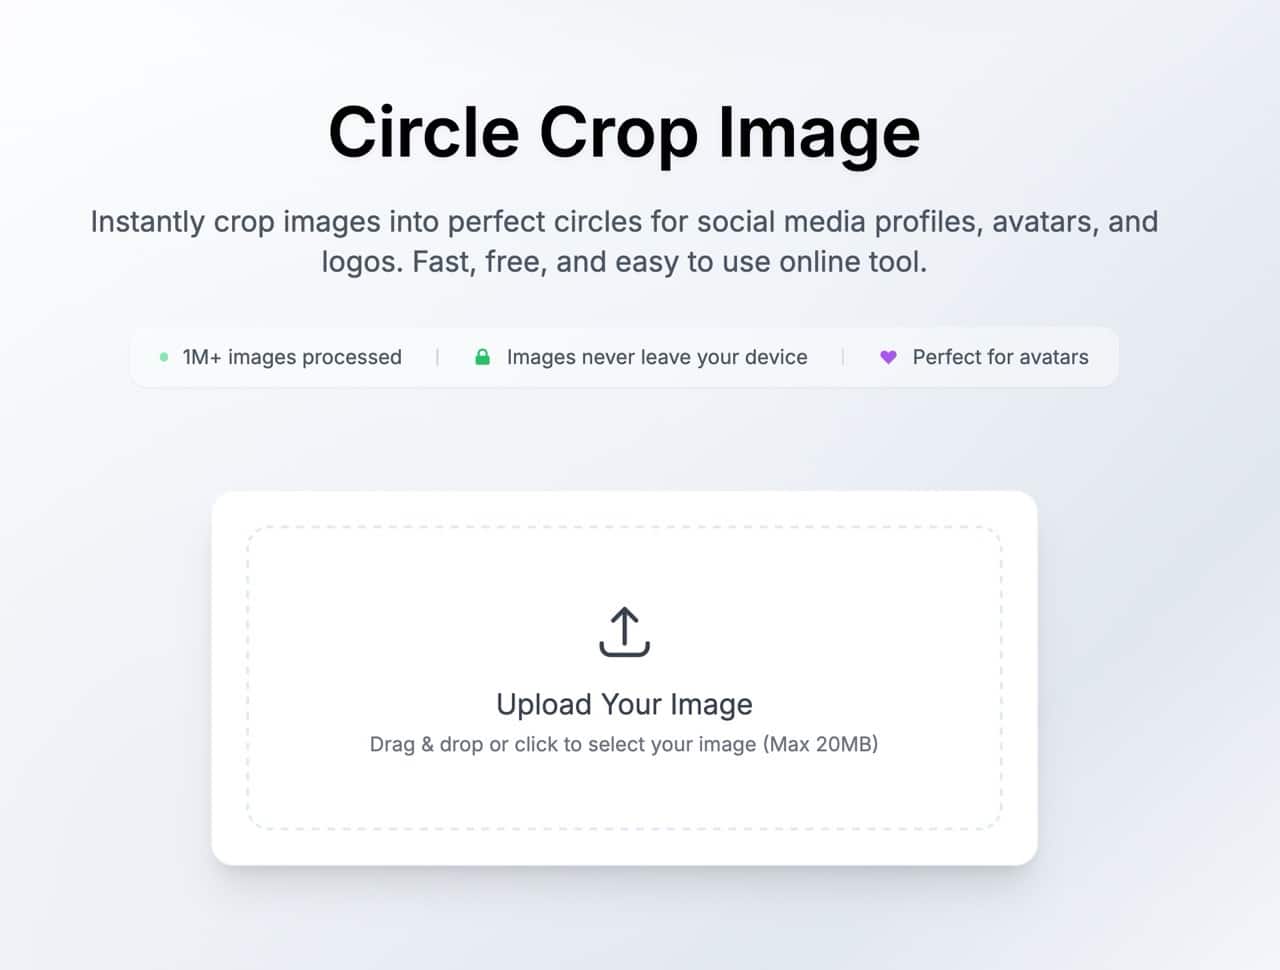 Circle Crop Image
Instantly crop images into perfect circles for social media profiles, avatars, and
logos. Fast, free, and easy to use online tool.
1M+ images processed | Images never leave your device | Perfect for avatars
Upload Your Image
Drag & drop or click to select your image (Max 20MB)